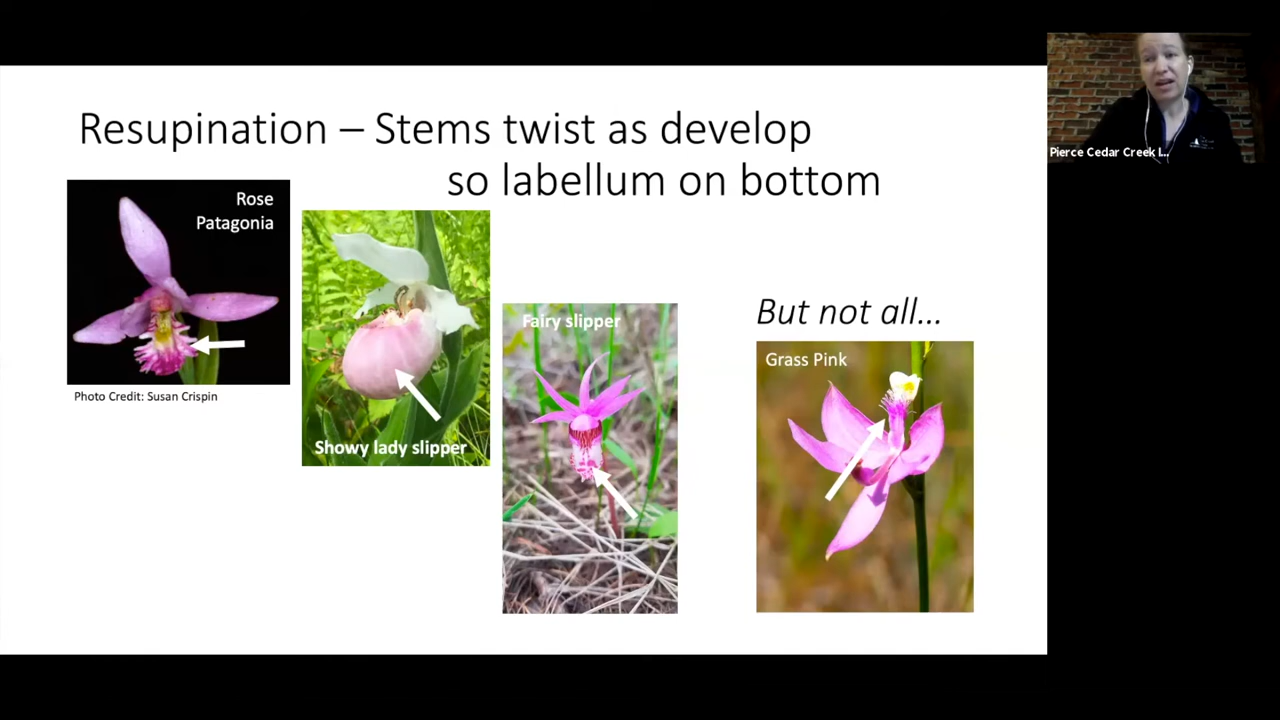 Resupination – Stems twist as develop
so labellum on bottom
Rose
Patagonia
Photo Credit: Susan Crispin
Showy lady slipper
Fairy slipper
But not all...
Grass Pink
Pierce Cedar Creek I...